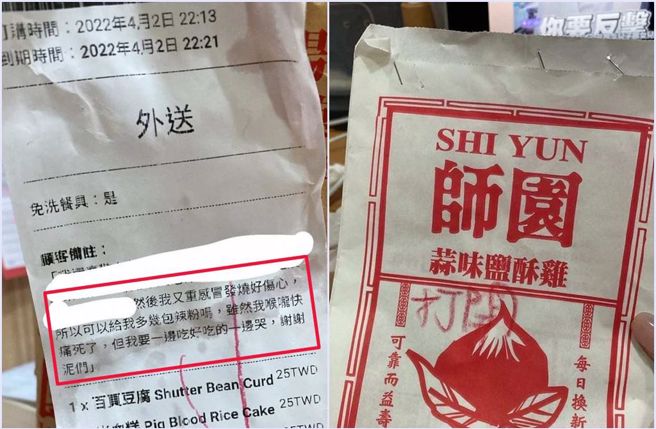 訂購時間：2022年4月2日 22:13
到期時間：2022年4月2日 22:21
外送
免洗餐具：是
顧客備註：
然後我又重感冒發燒好傷心，
所以可以給我多幾包辣粉嗎，雖然我喉嚨快
痛死了，但我要一邊吃好吃的一邊哭，謝謝
泥們」
1 x 百頁豆腐 Shutter Bean Curd 25TWD
糕 Pig Blood Rice Cake 25TWD
你要反擊
SHI YUN
師園
蒜味鹽酥雞
打開
可靠而益壽
每日換新